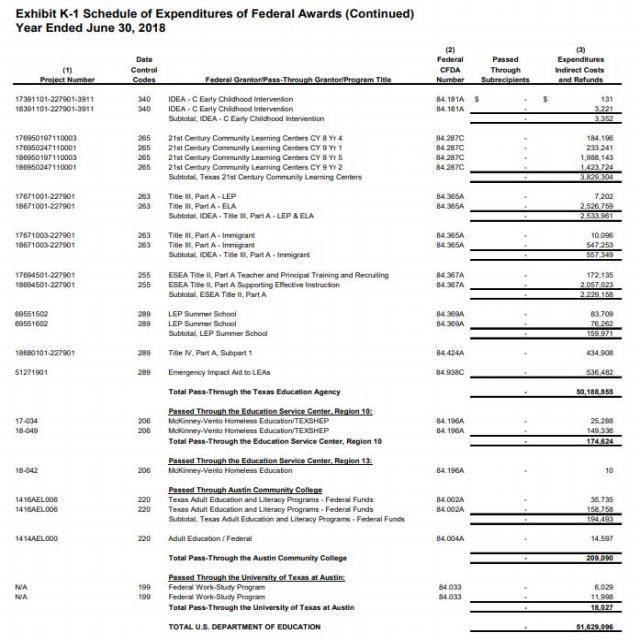 Exhibit K-1 Schedule of Expenditures of Federal Awards (Continued)
Year Ended June 30, 2018
(2) (3)
Data Federal Passed Expenditures
(1) Control CFDA Through Indirect Costs
Project Number Codes Federal Grantor/Pass-Through Grantor/Program Title Number Subrecipients and Refunds
17391101-227901-3911 340 IDEA - C Early Childhood Intervention 84.181A $ - $ 131
18391101-227901-3911 340 IDEA - C Early Childhood Intervention 84.181A - 3,221
Subtotal, IDEA - C Early Childhood Intervention - 3,352
176950197110003 265 21st Century Community Learning Centers CY 8 Yr 4 84.287C - 184,196
176950247110001 265 21st Century Community Learning Centers CY 9 Yr 1 84.287C - 233,241
186950197110003 265 21st Century Community Learning Centers CY 8 Yr 5 84.287C - 1,988,143
186950247110001 265 21st Century Community Learning Centers CY 9 Yr 2 84.287C - 1,423,724
Subtotal, Texas 21st Century Community Learning Centers - 3,829,304
17671001-227901 263 Title III, Part A - LEP 84.365A - 7,202
18671001-227901 263 Title III, Part A - ELA 84.365A - 2,526,759
Subtotal, IDEA - Title III, Part A - LEP & ELA - 2,533,961
17671003-227901 263 Title III, Part A - Immigrant 84.365A - 10,096
18671003-227901 263 Title III, Part A - Immigrant 84.365A - 547,253
Subtotal, IDEA - Title III, Part A - Immigrant - 557,349
17694501-227901 255 ESEA Title II, Part A Teacher and Principal Training and Recruiting 84.367A - 172,135
18694501-227901 255 ESEA Title II, Part A Supporting Effective Instruction 84.367A - 2,057,023
Subtotal, ESEA Title II, Part A - 2,229,158
69551502 289 LEP Summer School 84.369A - 83,709
69551602 289 LEP Summer School 84.369A - 76,262
Subtotal, LEP Summer School - 159,971
18680101-227901 289 Title IV, Part A, Subpart 1 84.424A - 434,908
51271901 289 Emergency Impact Aid to LEAs 84.938C - 536,482
Total Pass-Through the Texas Education Agency - 50,188,855
Passed Through the Education Service Center, Region 10:
17-034 206 McKinney-Vento Homeless Education/TEXSHEP 84.196A - 25,288
18-049 206 McKinney-Vento Homeless Education/TEXSHEP 84.196A - 149,336
Total Pass-Through the Education Service Center, Region 10 - 174,624
Passed Through the Education Service Center, Region 13:
18-042 206 McKinney-Vento Homeless Education 84.196A - 10
Passed Through Austin Community College
1416AEL006 220 Texas Adult Education and Literacy Programs - Federal Funds 84.002A - 35,735
1416AEL006 220 Texas Adult Education and Literacy Programs - Federal Funds 84.002A - 158,758
Subtotal, Texas Adult Education and Literacy Programs - Federal Funds - 194,493
1414AEL000 220 Adult Education / Federal 84.004A - 14,597
Total Pass-Through the Austin Community College - 209,090
Passed Through the University of Texas at Austin:
N/A 199 Federal Work-Study Program 84.033 - 6,029
N/A 199 Federal Work-Study Program 84.033 - 11,998
Total Pass-Through the University of Texas at Austin - 18,027
TOTAL U.S. DEPARTMENT OF EDUCATION - 51,629,096